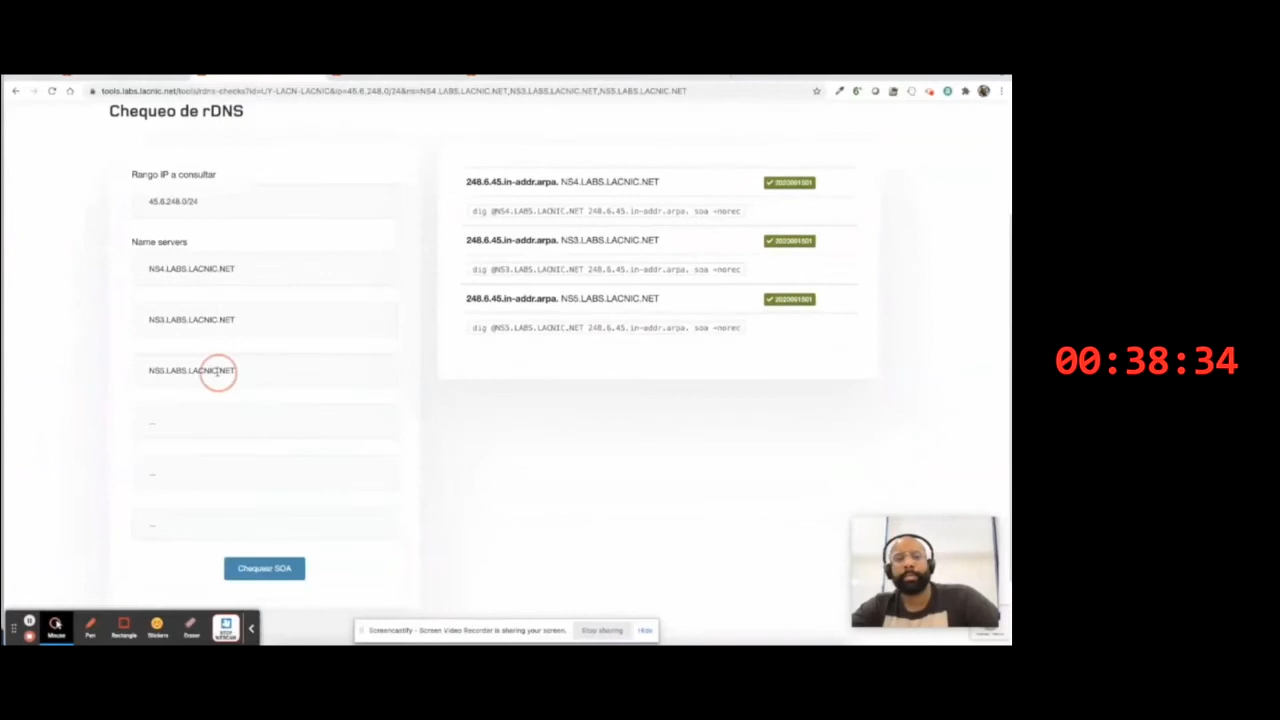 tools.labs.lacnic.net/tools/rdns-checks?id=UY-LACN-LACNIC&ip=45.6.248.0/24&ns=NS4.LABS.LACNIC.NET,NS3.LABS.LACNIC.NET,NS5.LABS.LACNIC.NET
Chequeo de rDNS
Rango IP a consultar
45.6.248.0/24
Name servers
NS4.LABS.LACNIC.NET
NS3.LABS.LACNIC.NET
NS5.LABS.LACNIC.NET
...
...
...
Chequear SOA
248.6.45.in-addr.arpa. NS4.LABS.LACNIC.NET
dig @NS4.LABS.LACNIC.NET 248.6.45.in-addr.arpa. soa +norec
248.6.45.in-addr.arpa. NS3.LABS.LACNIC.NET
dig @NS3.LABS.LACNIC.NET 248.6.45.in-addr.arpa. soa +norec
248.6.45.in-addr.arpa. NS5.LABS.LACNIC.NET
dig @NS5.LABS.LACNIC.NET 248.6.45.in-addr.arpa. soa +norec
Mouse
Pen
Rectangle
Stickers
Eraser
Screencastify - Screen Video Recorder is sharing your screen.
Stop sharing
Hide
00:38:34